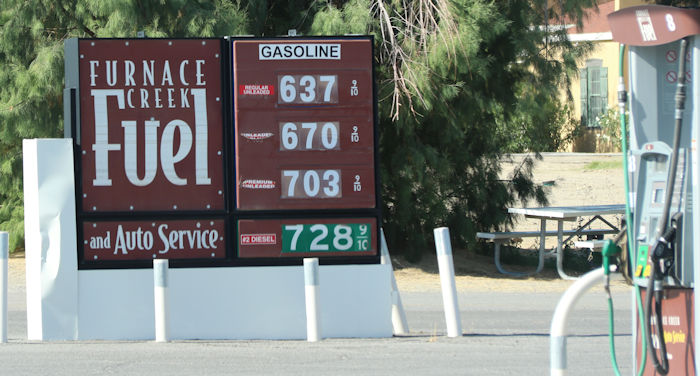 FURNACE
CREEK
Fuel
and Auto Service
GASOLINE
REGULAR
UNLEADED
637 9/10
UNLEADED
670 9/10
PREMIUM
UNLEADED
703 9/10
#2 DIESEL
728 9/10
8